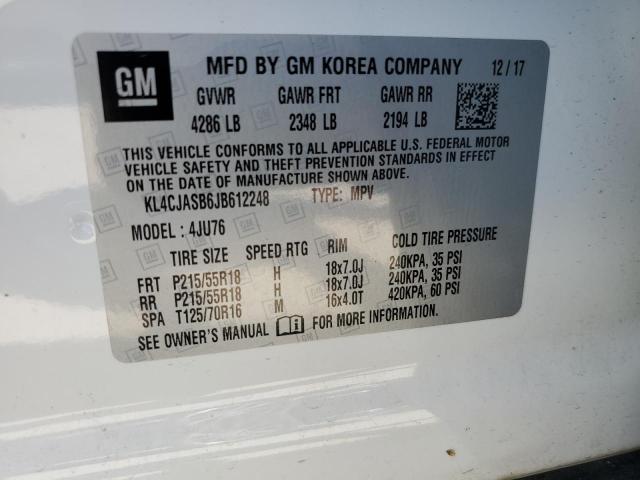 GM MFD BY GM KOREA COMPANY 12/17
GVWR GAWR FRT GAWR RR
4286 LB 2348 LB 2194 LB
THIS VEHICLE CONFORMS TO ALL APPLICABLE U.S. FEDERAL MOTOR
VEHICLE SAFETY AND THEFT PREVENTION STANDARDS IN EFFECT
ON THE DATE OF MANUFACTURE SHOWN ABOVE.
KL4CJASB6JB612248 TYPE: MPV
MODEL: 4JU76
TIRE SIZE SPEED RTG RIM COLD TIRE PRESSURE
FRT P215/55R18 H 18x7.0J 240KPA, 35 PSI
RR P215/55R18 H 18x7.0J 240KPA, 35 PSI
SPA T125/70R16 M 16x4.0T 420KPA, 60 PSI
SEE OWNER'S MANUAL FOR MORE INFORMATION.